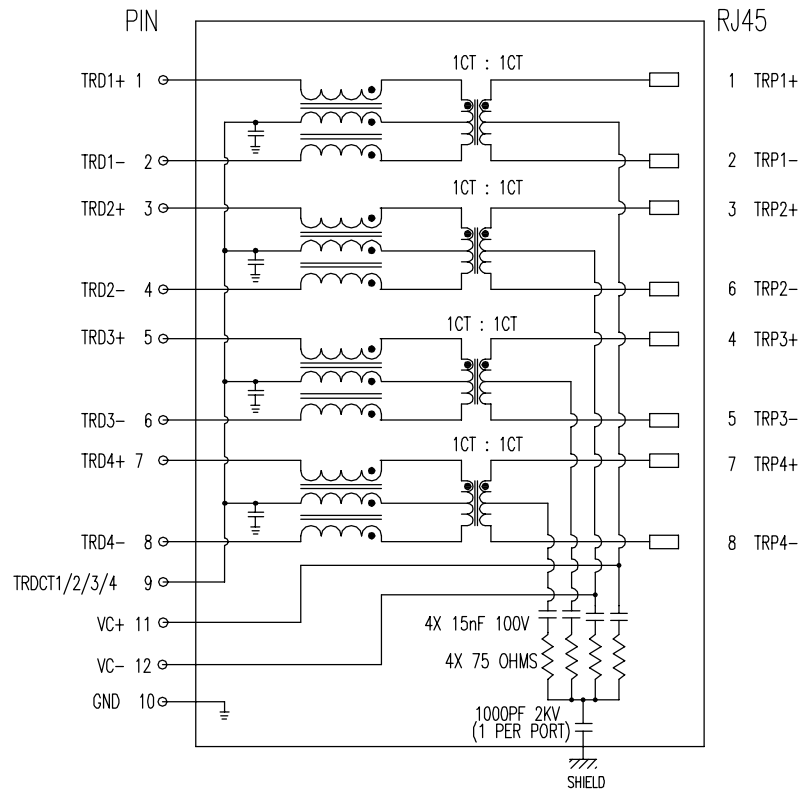 PIN RJ45
1CT : 1CT
TRD1+ 1 1 TRP1+
TRD1- 2 2 TRP1-
1CT : 1CT
TRD2+ 3 3 TRP2+
TRD2- 4 6 TRP2-
1CT : 1CT
TRD3+ 5 4 TRP3+
TRD3- 6 5 TRP3-
1CT : 1CT
TRD4+ 7 7 TRP4+
TRD4- 8 8 TRP4-
TRDCT1/2/3/4 9
VC+ 11
4X 15nF 100V
VC- 12
4X 75 OHMS
GND 10
1000PF 2KV
(1 PER PORT)
SHIELD